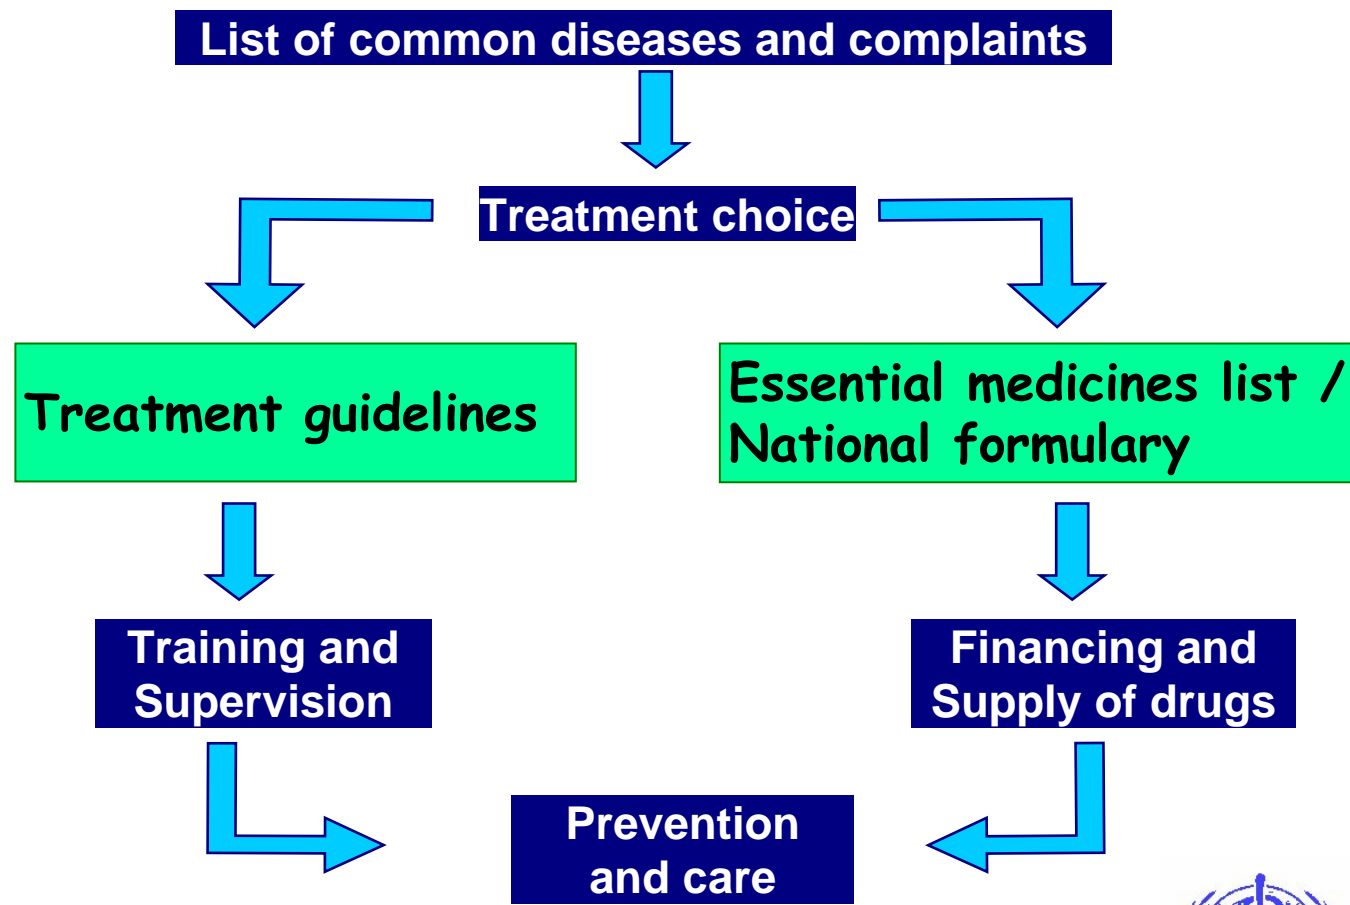 List of common diseases and complaints
Treatment choice
Treatment guidelines
Essential medicines list /
National formulary
Training and
Supervision
Financing and
Supply of drugs
Prevention
and care